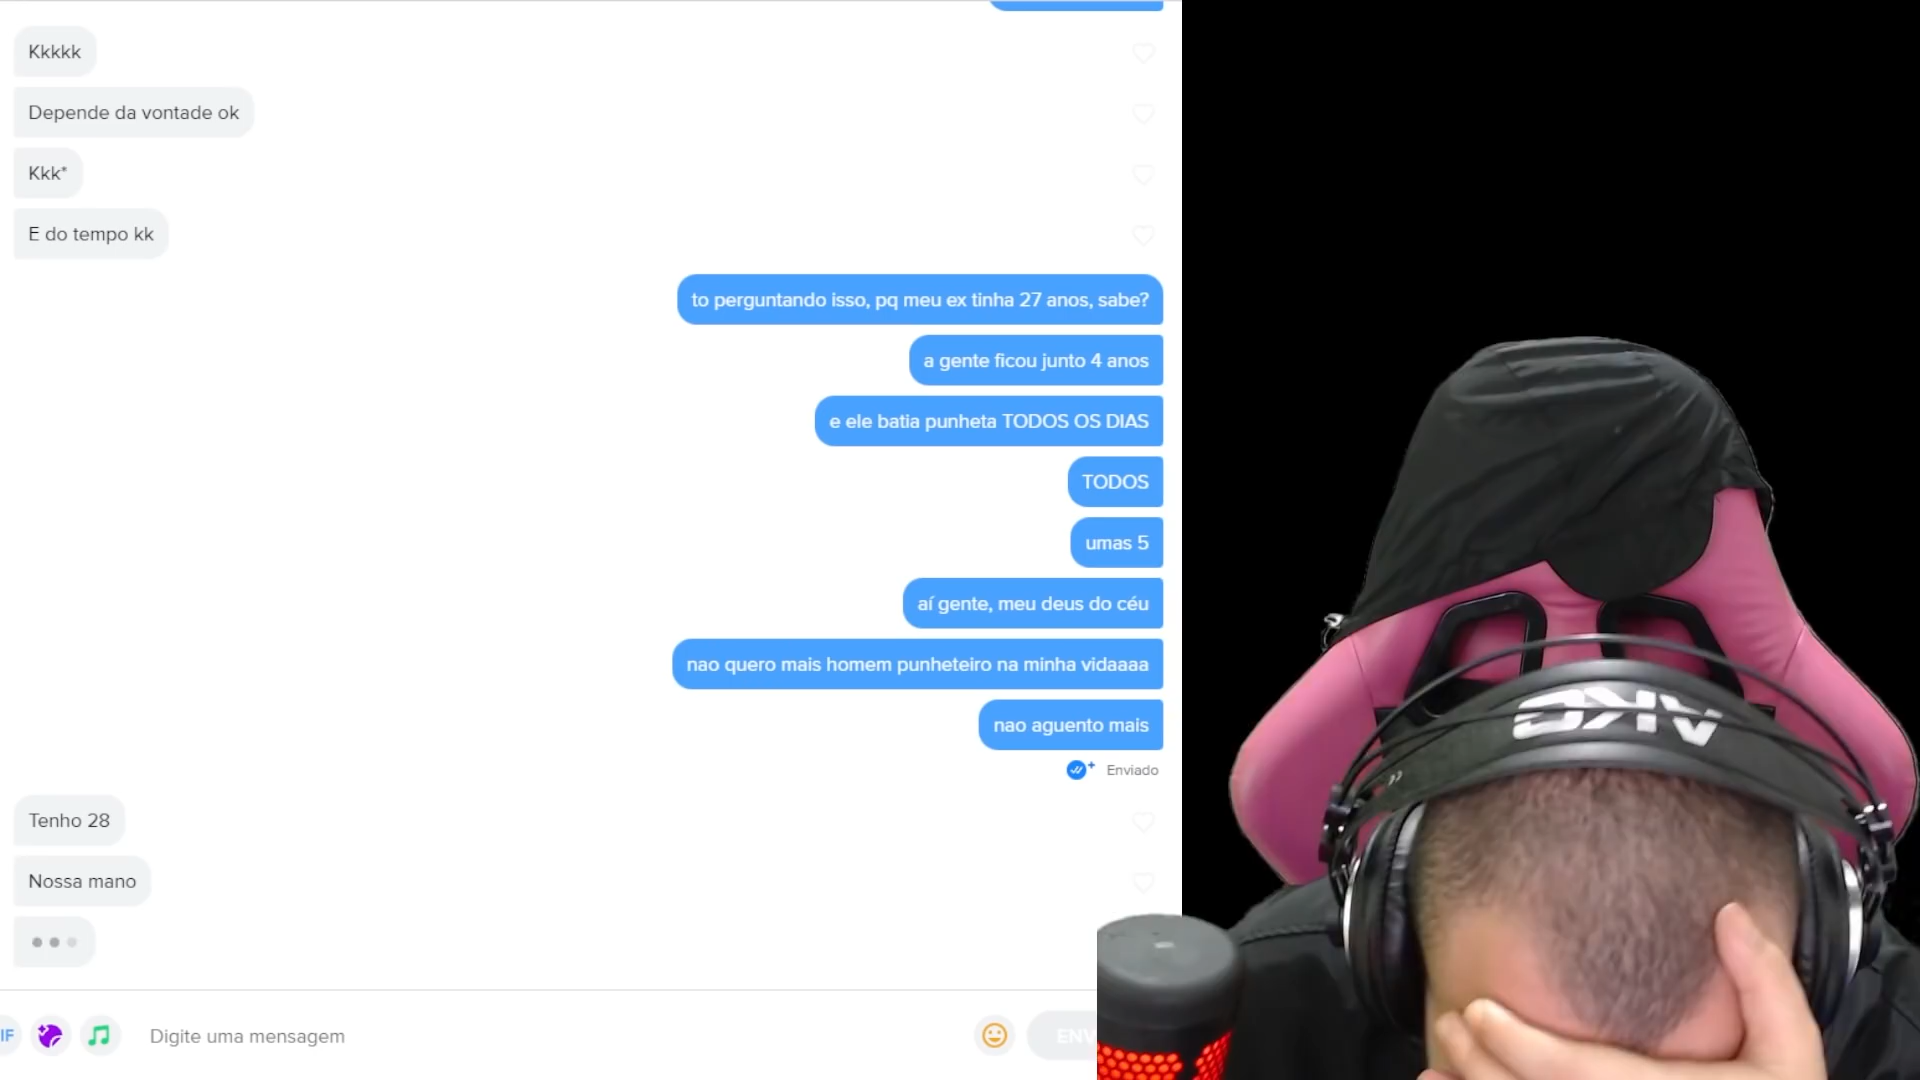 Kkkkk
Depende da vontade ok
Kkk*
E do tempo kk
to perguntando isso, pq meu ex tinha 27 anos, sabe?
a gente ficou junto 4 anos
e ele batia punheta TODOS OS DIAS
TODOS
umas 5
aí gente, meu deus do céu
nao quero mais homem punheteiro na minha vidaaaa
nao aguento mais
Enviado
Tenho 28
Nossa mano
IF
Digite uma mensagem
ENV
AKG